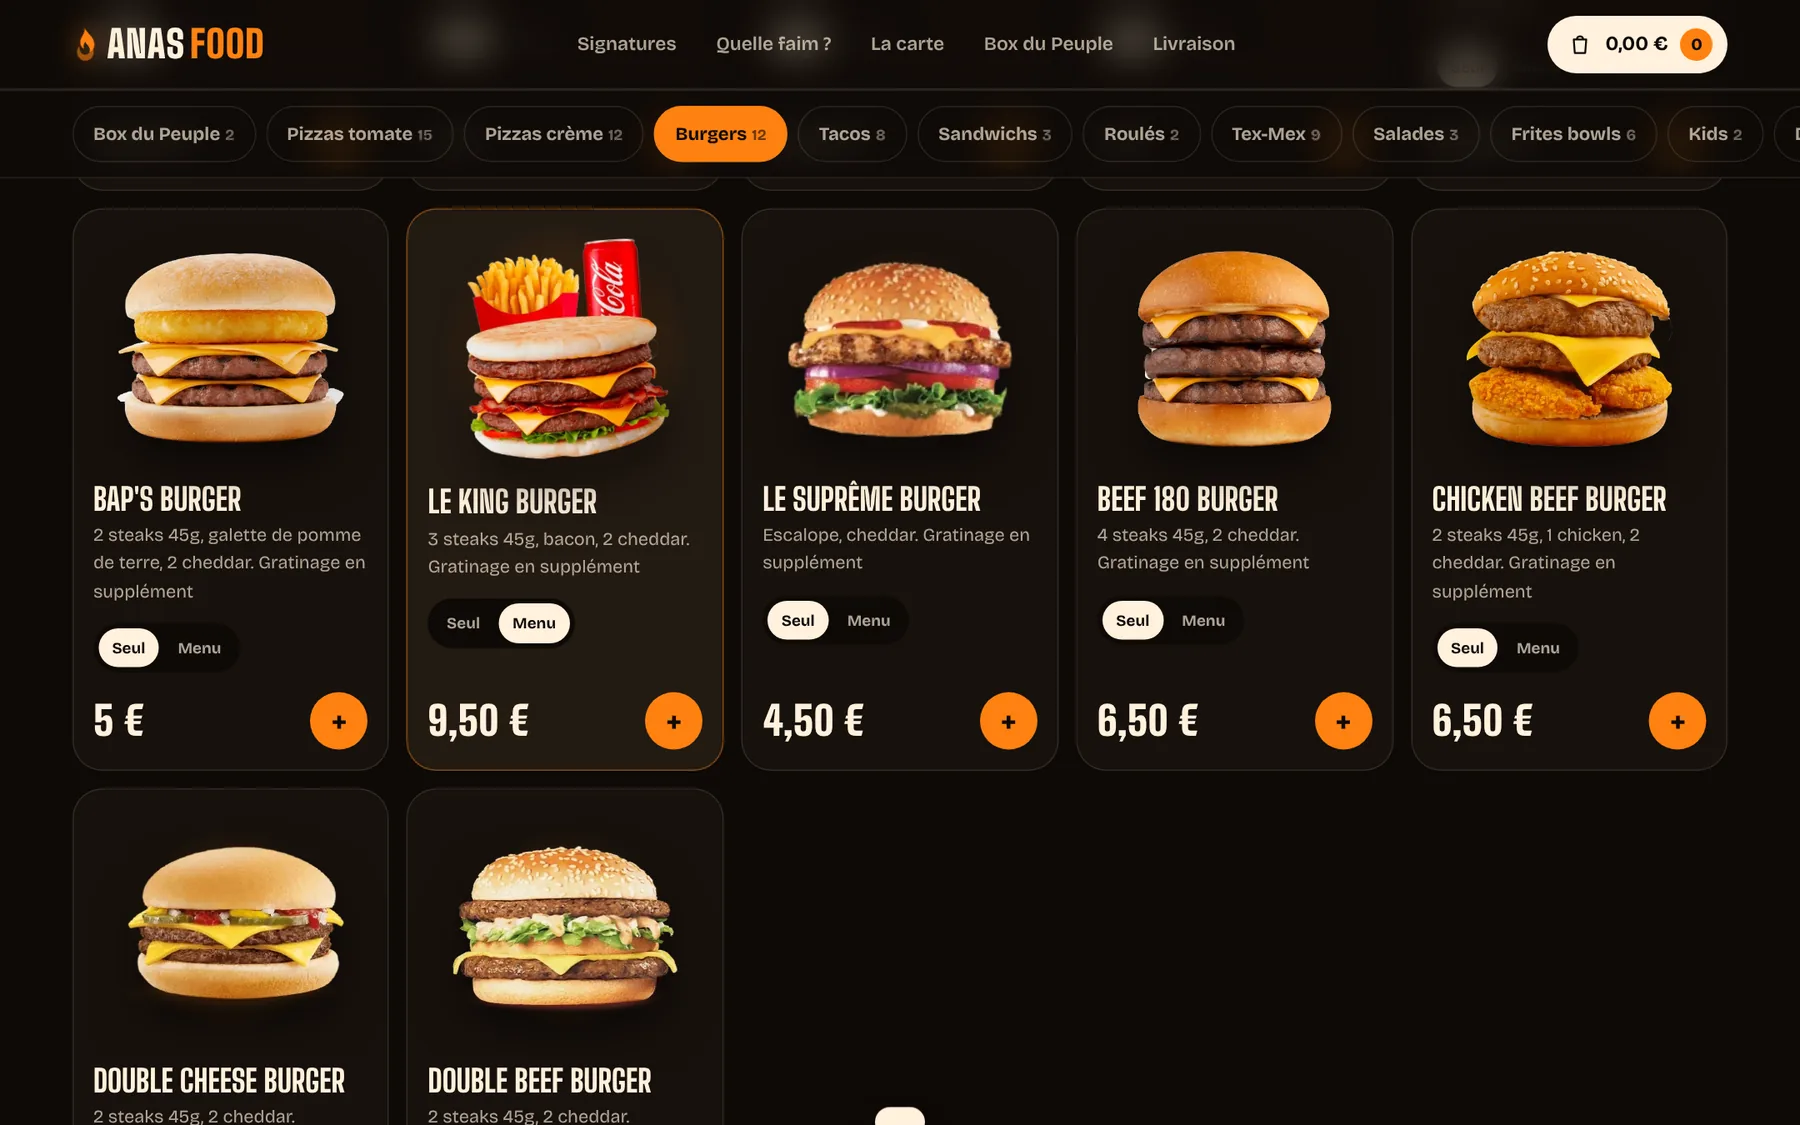 ANAS FOOD
Signatures
Quelle faim ?
La carte
Box du Peuple
Livraison
0,00 €
0
Box du Peuple 2
Pizzas tomate 15
Pizzas crème 12
Burgers 12
Tacos 8
Sandwichs 3
Roulés 2
Tex-Mex 9
Salades 3
Frites bowls 6
Kids 2
BAP'S BURGER
2 steaks 45g, galette de pomme
de terre, 2 cheddar. Gratinage en
supplément
Seul
Menu
5 €
+
Cola
LE KING BURGER
3 steaks 45g, bacon, 2 cheddar.
Gratinage en supplément
Seul
Menu
9,50 €
+
LE SUPRÊME BURGER
Escalope, cheddar. Gratinage en
supplément
Seul
Menu
4,50 €
+
BEEF 180 BURGER
4 steaks 45g, 2 cheddar.
Gratinage en supplément
Seul
Menu
6,50 €
+
CHICKEN BEEF BURGER
2 steaks 45g, 1 chicken, 2
cheddar. Gratinage en
supplément
Seul
Menu
6,50 €
+
DOUBLE CHEESE BURGER
2 steaks 45g, 2 cheddar.
DOUBLE BEEF BURGER
2 steaks 45g, 2 cheddar.